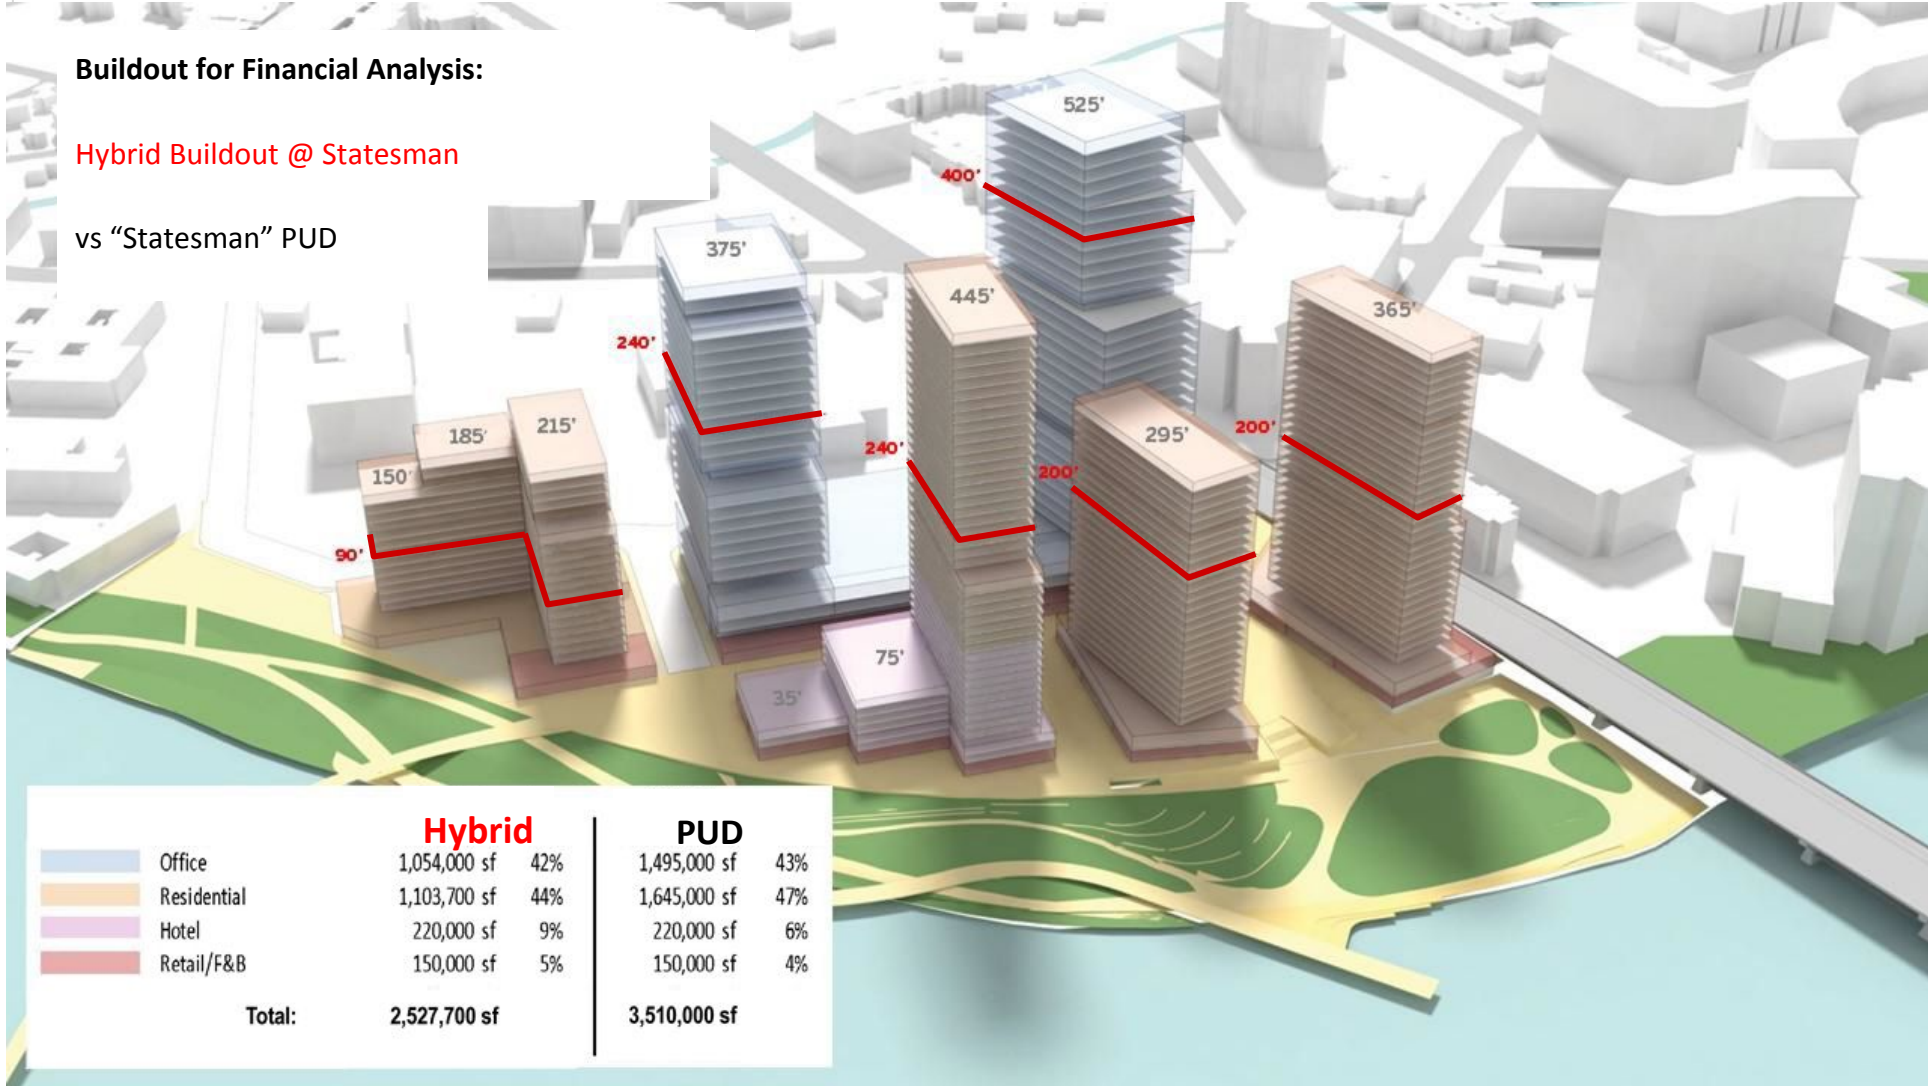 Buildout for Financial Analysis:
Hybrid Buildout @ Statesman
vs “Statesman” PUD
525'
400'
375'
445'
365'
240'
215'
185'
150'
240'
295'
200'
200'
90'
75'
35'
Hybrid PUD
Office 1,054,000 sf 42% 1,495,000 sf 43%
Residential 1,103,700 sf 44% 1,645,000 sf 47%
Hotel 220,000 sf 9% 220,000 sf 6%
Retail/F&B 150,000 sf 5% 150,000 sf 4%
Total: 2,527,700 sf 3,510,000 sf